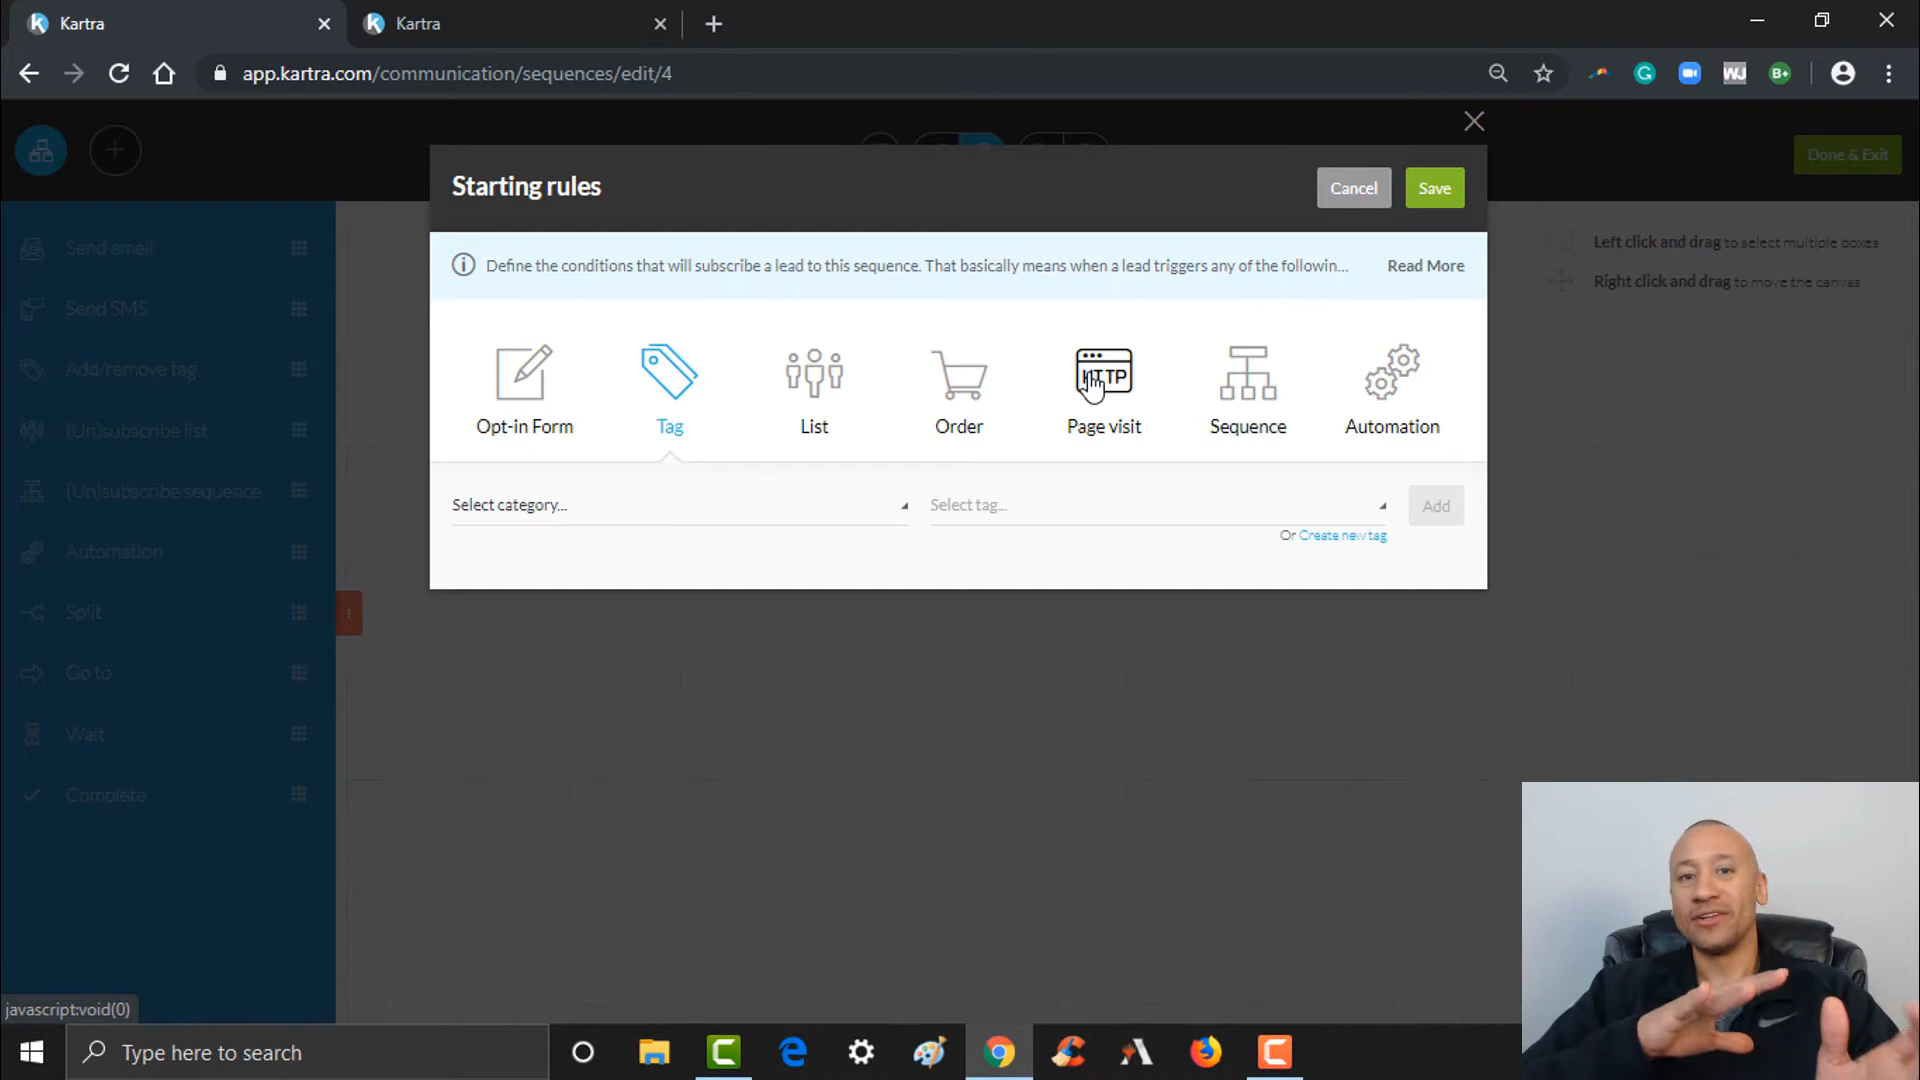 Kartra
Kartra
app.kartra.com/communication/sequences/edit/4
WJ
B+
Done & Exit
Starting rules
Cancel
Save
Define the conditions that will subscribe a lead to this sequence. That basically means when a lead triggers any of the followin...
Read More
Left click and drag to select multiple boxes
Right click and drag to move the canvas
Send email
Send SMS
Add/remove tag
(Un)subscribe list
(Un)subscribe sequence
Automation
Split
Go to
Wait
Complete
HTTP
Opt-in Form
Tag
List
Order
Page visit
Sequence
Automation
Select category...
Select tag...
Add
Or Create new tag
javascript:void(0)
Type here to search